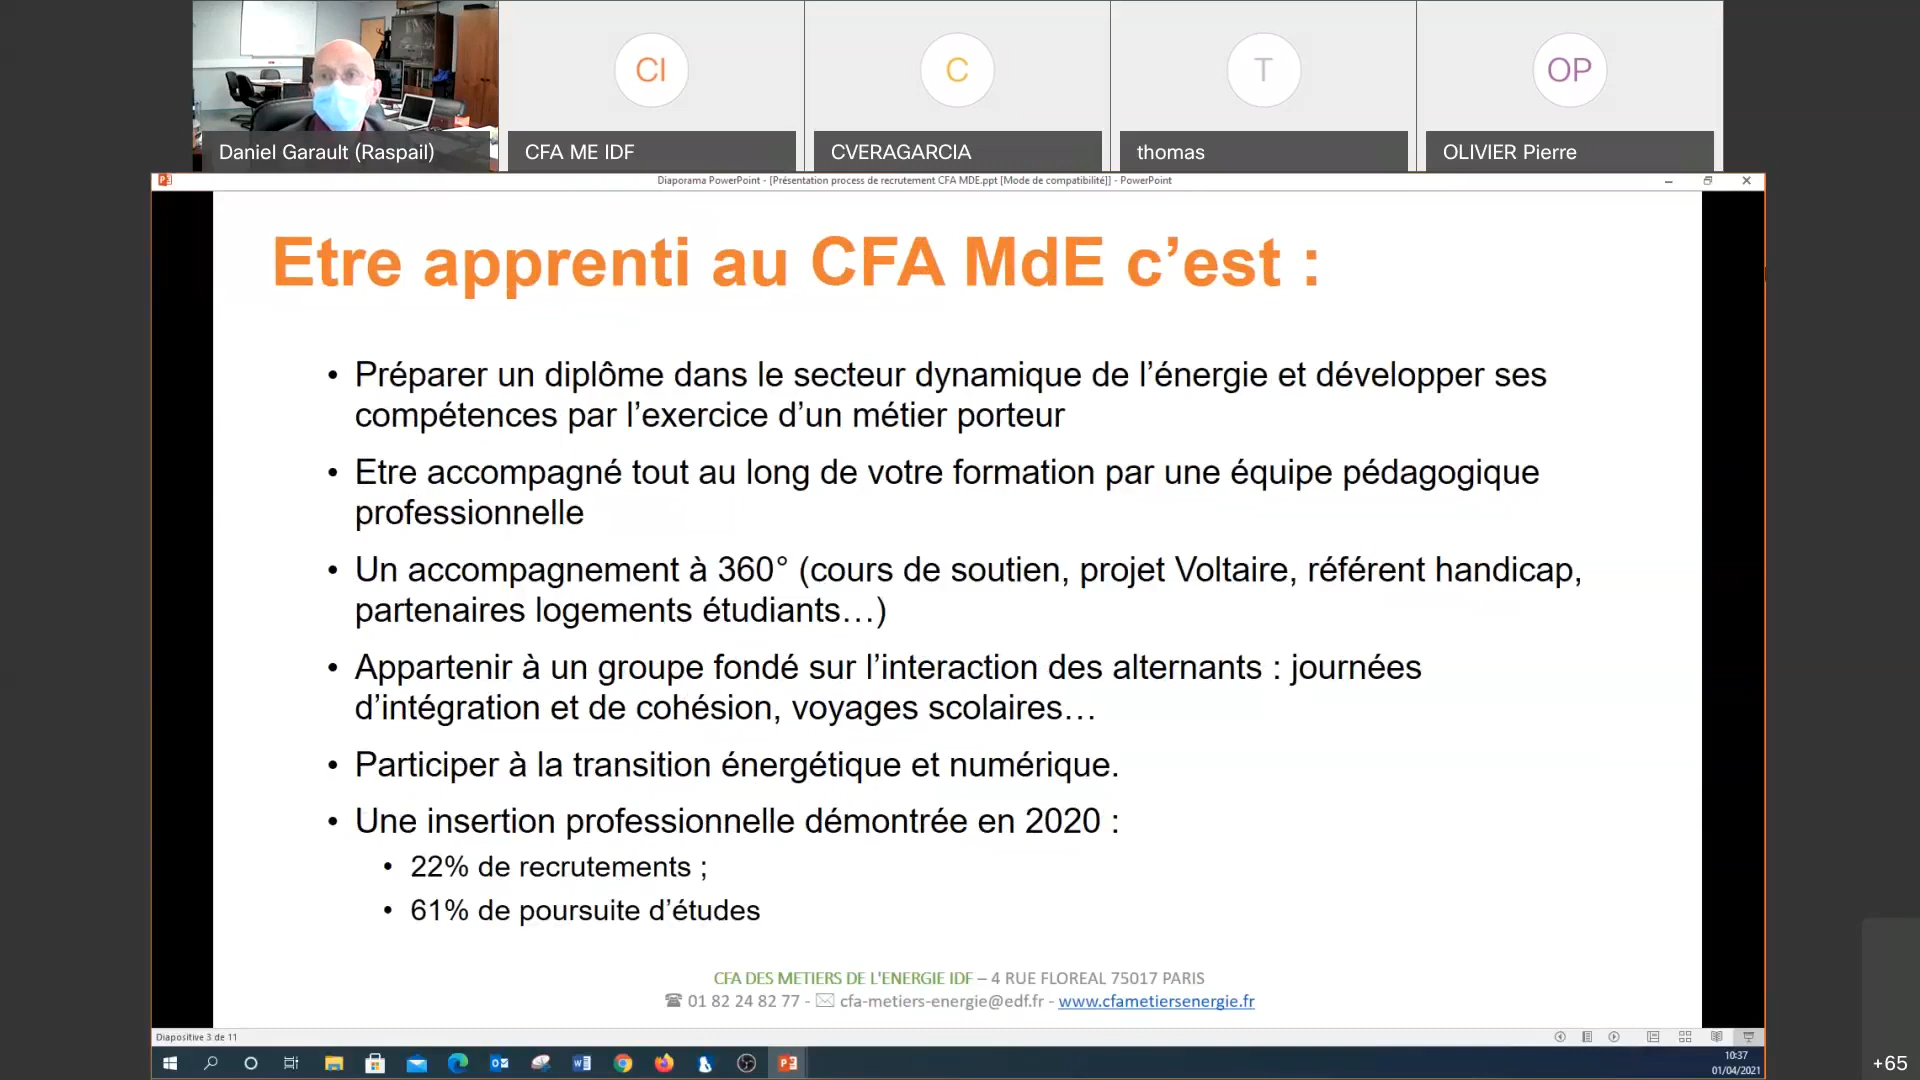 CI
C
T
OP
Daniel Garault (Raspail)
CFA ME IDF
CVERAGARCIA
thomas
OLIVIER Pierre
Diaporama PowerPoint - [Présentation process de recrutement CFA MDE.ppt [Mode de compatibilité]] - PowerPoint
Etre apprenti au CFA MdE c’est :
• Préparer un diplôme dans le secteur dynamique de l’énergie et développer ses
compétences par l’exercice d’un métier porteur
• Etre accompagné tout au long de votre formation par une équipe pédagogique
professionnelle
• Un accompagnement à 360° (cours de soutien, projet Voltaire, référent handicap,
partenaires logements étudiants…)
• Appartenir à un groupe fondé sur l’interaction des alternants : journées
d’intégration et de cohésion, voyages scolaires…
• Participer à la transition énergétique et numérique.
• Une insertion professionnelle démontrée en 2020 :
• 22% de recrutements ;
• 61% de poursuite d’études
CFA DES METIERS DE L'ENERGIE IDF – 4 RUE FLOREAL 75017 PARIS
☎ 01 82 24 82 77 - ✉ cfa-metiers-energie@edf.fr - www.cfametiersenergie.fr
Diapositive 3 de 11
10:37
01/04/2021
+65